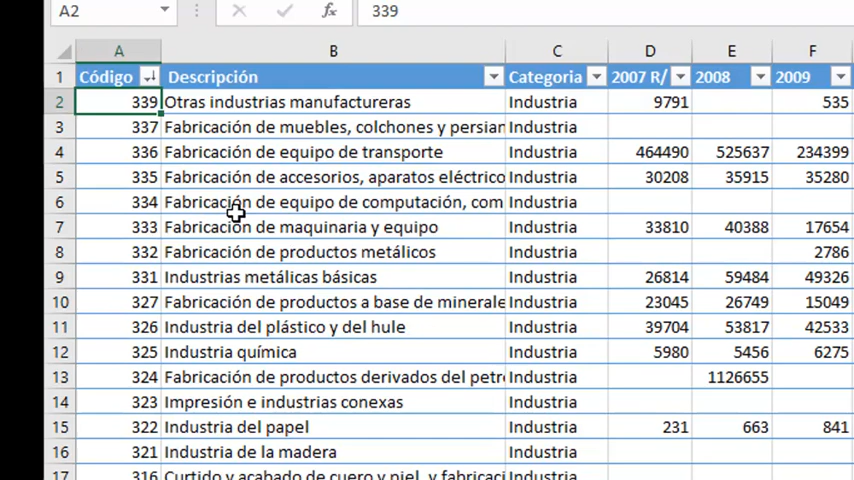 A2 fx 339
A B C D E F
1 Código Descripción Categoria 2007 R/ 2008 2009
2 339 Otras industrias manufactureras Industria 9791 535
3 337 Fabricación de muebles, colchones y persian Industria
4 336 Fabricación de equipo de transporte Industria 464490 525637 234399
5 335 Fabricación de accesorios, aparatos eléctrico Industria 30208 35915 35280
6 334 Fabricación de equipo de computación, com Industria
7 333 Fabricación de maquinaria y equipo Industria 33810 40388 17654
8 332 Fabricación de productos metálicos Industria 2786
9 331 Industrias metálicas básicas Industria 26814 59484 49326
10 327 Fabricación de productos a base de minerale Industria 23045 26749 15049
11 326 Industria del plástico y del hule Industria 39704 53817 42533
12 325 Industria química Industria 5980 5456 6275
13 324 Fabricación de productos derivados del petr Industria 1126655
14 323 Impresión e industrias conexas Industria
15 322 Industria del papel Industria 231 663 841
16 321 Industria de la madera Industria
17 316 Curtido y acabado de cuero y piel, y fabricaci Industria